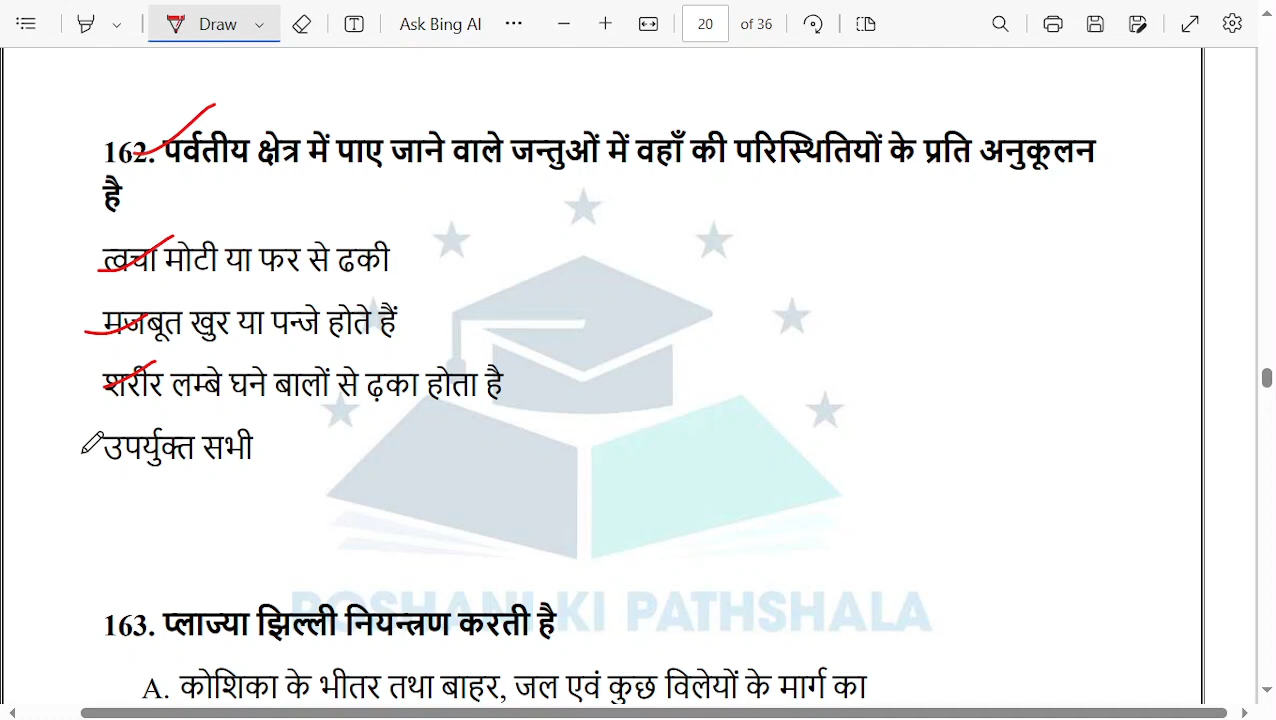 Draw
Ask Bing AI
20 of 36
162. पर्वतीय क्षेत्र में पाए जाने वाले जन्तुओं में वहाँ की परिस्थितियों के प्रति अनुकूलन
है
त्वचा मोटी या फर से ढकी
मजबूत खुर या पन्जे होते हैं
शरीर लम्बे घने बालों से ढ़का होता है
उपर्युक्त सभी
ROSHANI KI PATHSHALA
163. प्लाज्या झिल्ली नियन्त्रण करती है
A. कोशिका के भीतर तथा बाहर, जल एवं कुछ विलेयों के मार्ग का